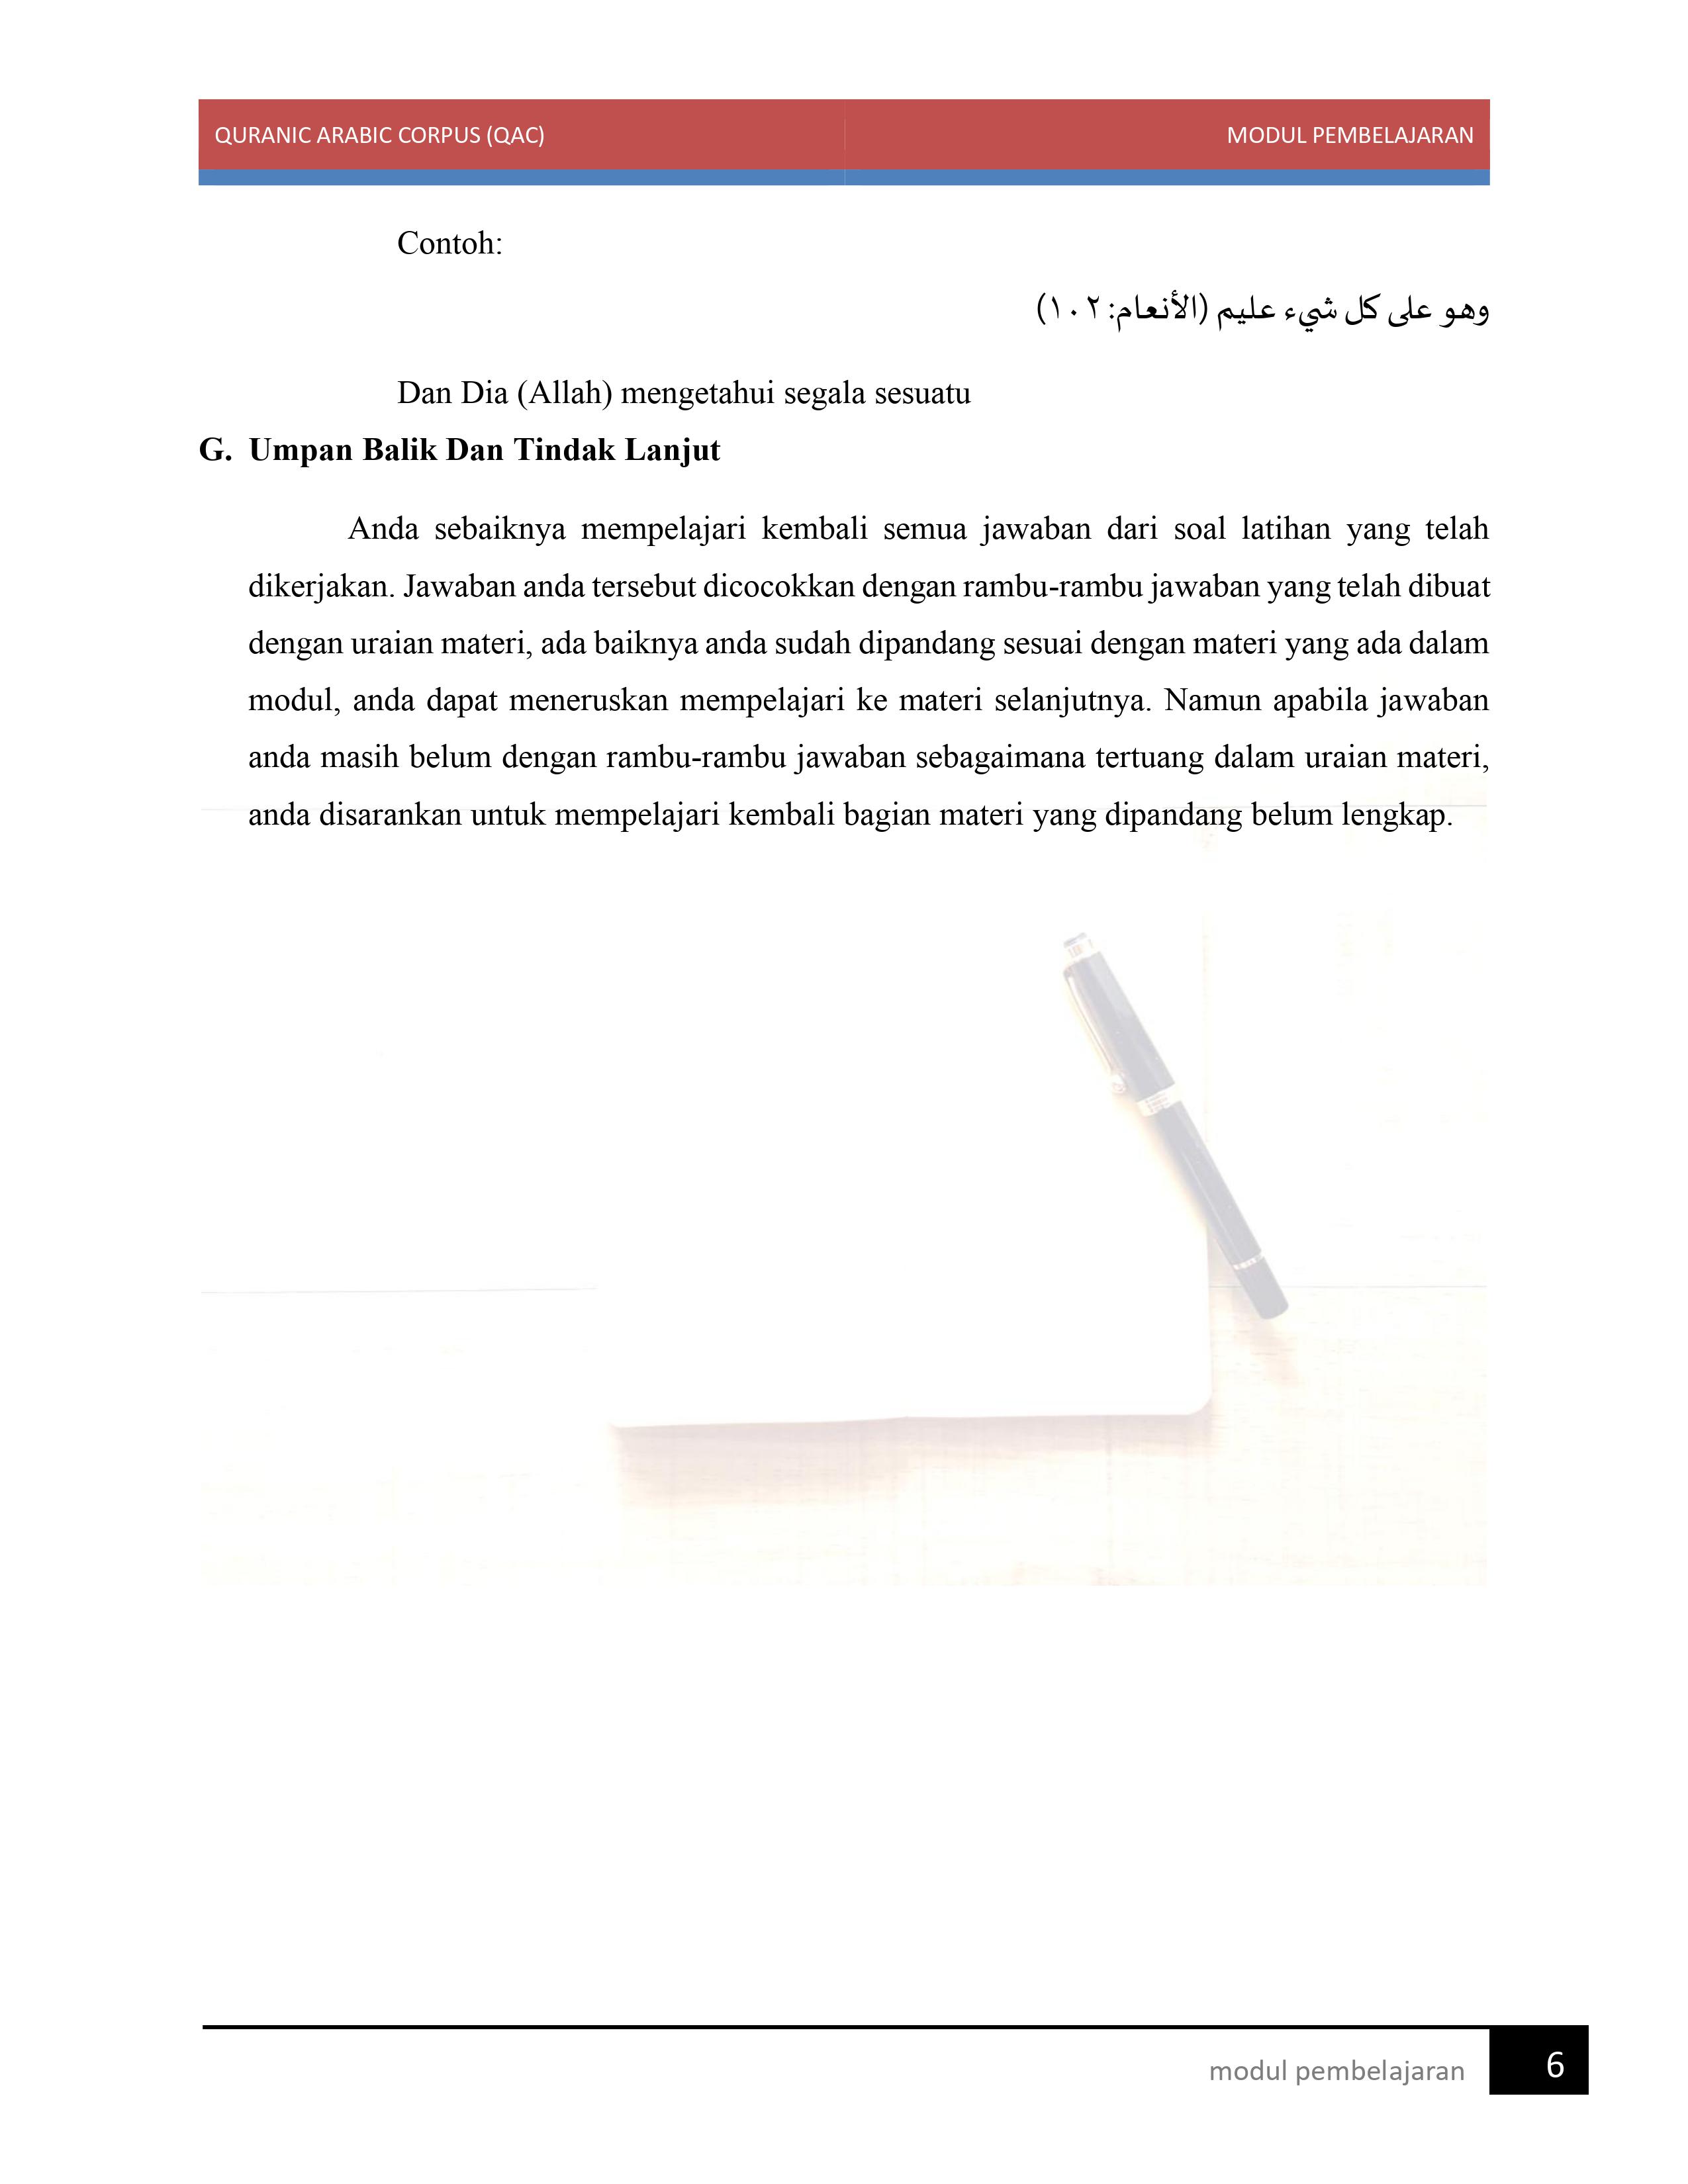 QURANIC ARABIC CORPUS (QAC) MODUL PEMBELAJARAN
Contoh:
وهو على كل شيء عليم (الأنعام: ١٠٢)
Dan Dia (Allah) mengetahui segala sesuatu
G. Umpan Balik Dan Tindak Lanjut
Anda sebaiknya mempelajari kembali semua jawaban dari soal latihan yang telah
dikerjakan. Jawaban anda tersebut dicocokkan dengan rambu-rambu jawaban yang telah dibuat
dengan uraian materi, ada baiknya anda sudah dipandang sesuai dengan materi yang ada dalam
modul, anda dapat meneruskan mempelajari ke materi selanjutnya. Namun apabila jawaban
anda masih belum dengan rambu-rambu jawaban sebagaimana tertuang dalam uraian materi,
anda disarankan untuk mempelajari kembali bagian materi yang dipandang belum lengkap.
modul pembelajaran 6